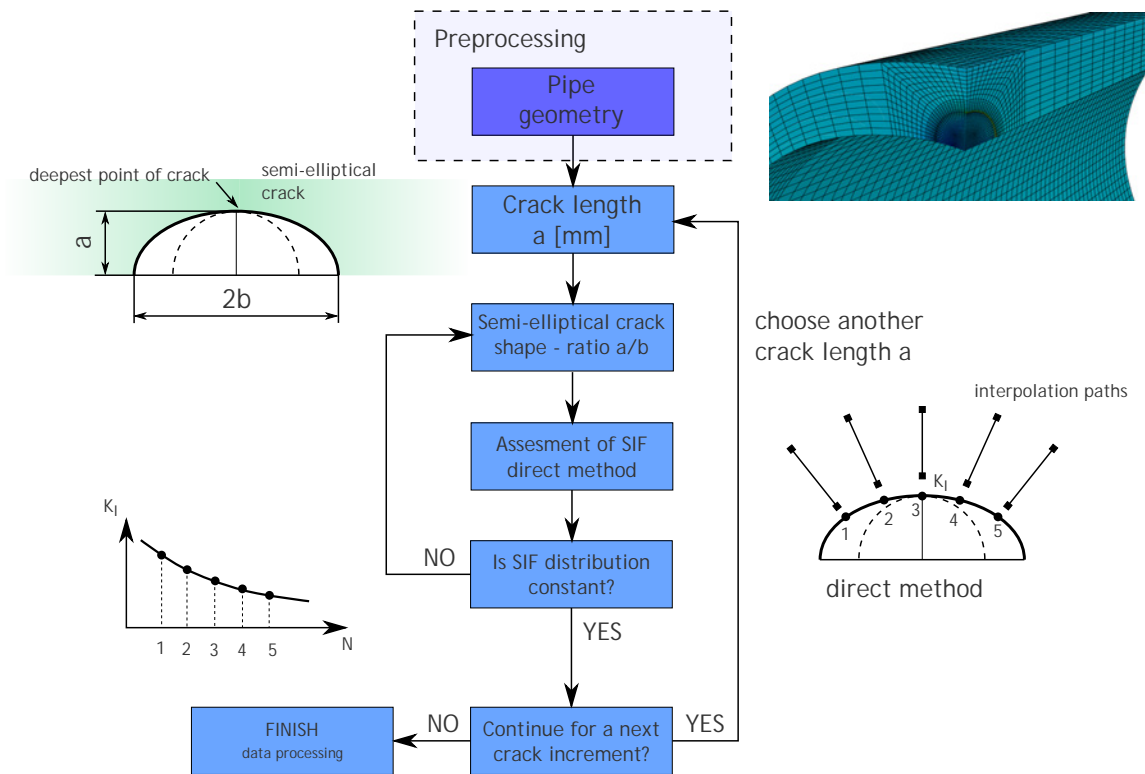 Preprocessing
Pipe
geometry
deepest point of crack
semi-elliptical
crack
a
2b
Crack length
a [mm]
Semi-elliptical crack
shape - ratio a/b
choose another
crack length a
interpolation paths
Assesment of SIF
direct method
K_I
1
2
3
4
5
direct method
K_I
1
2
3
4
5
N
NO
Is SIF distribution
constant?
YES
FINISH
data processing
NO
Continue for a next
crack increment?
YES